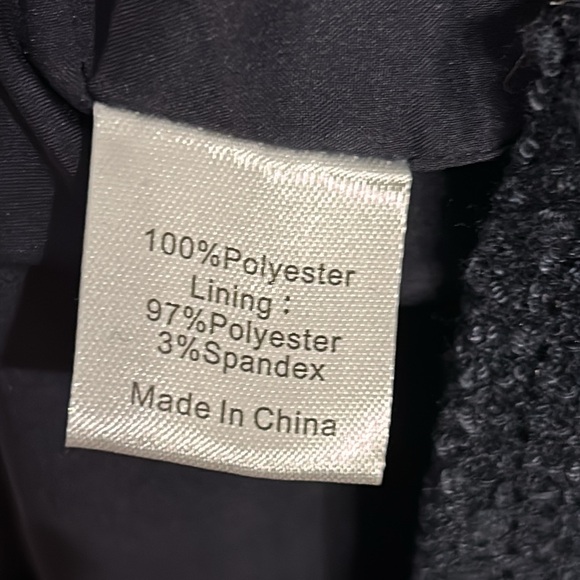 100%Polyester
Lining :
97%Polyester
3%Spandex
Made In China